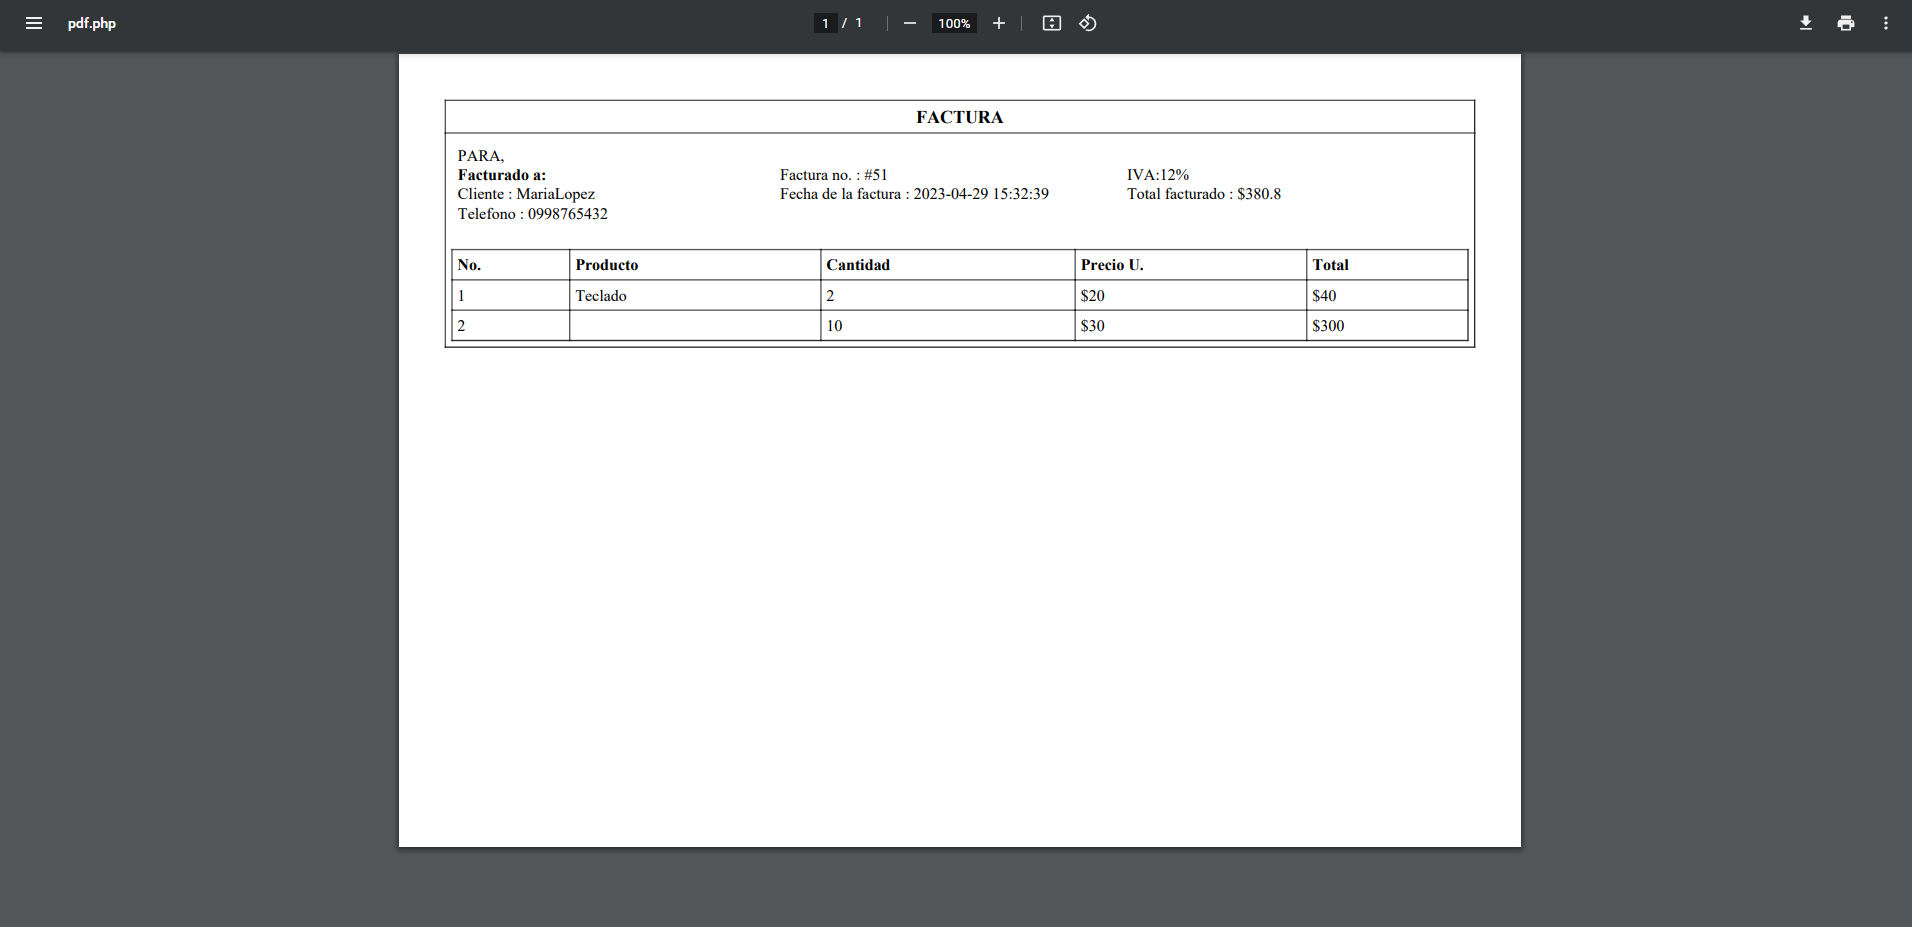 pdf.php
1 / 1
100%
FACTURA
PARA,
Facturado a:
Cliente : MariaLopez
Telefono : 0998765432
Factura no. : #51
Fecha de la factura : 2023-04-29 15:32:39
IVA:12%
Total facturado : $380.8
No. Producto Cantidad Precio U. Total
1 Teclado 2 $20 $40
2 10 $30 $300